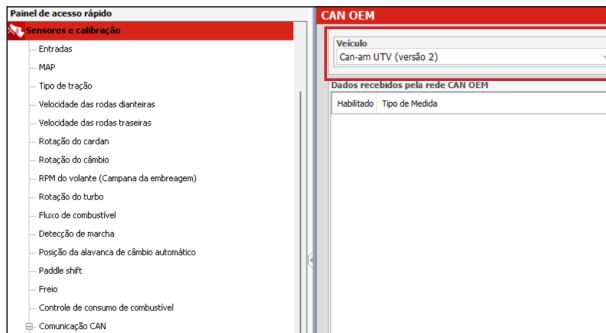 Painel de acesso rápido
Sensores e calibração
Entradas
MAP
Tipo de tração
Velocidade das rodas dianteiras
Velocidade das rodas traseiras
Rotação do cardan
Rotação do câmbio
RPM do volante (Campana da embreagem)
Rotação do turbo
Fluxo de combustível
Detecção de marcha
Posição da alavanca de câmbio automático
Paddle shift
Freio
Controle de consumo de combustível
Comunicação CAN
CAN OEM
Veículo
Can-am UTV (versão 2)
Dados recebidos pela rede CAN OEM
Habilitado Tipo de Medida